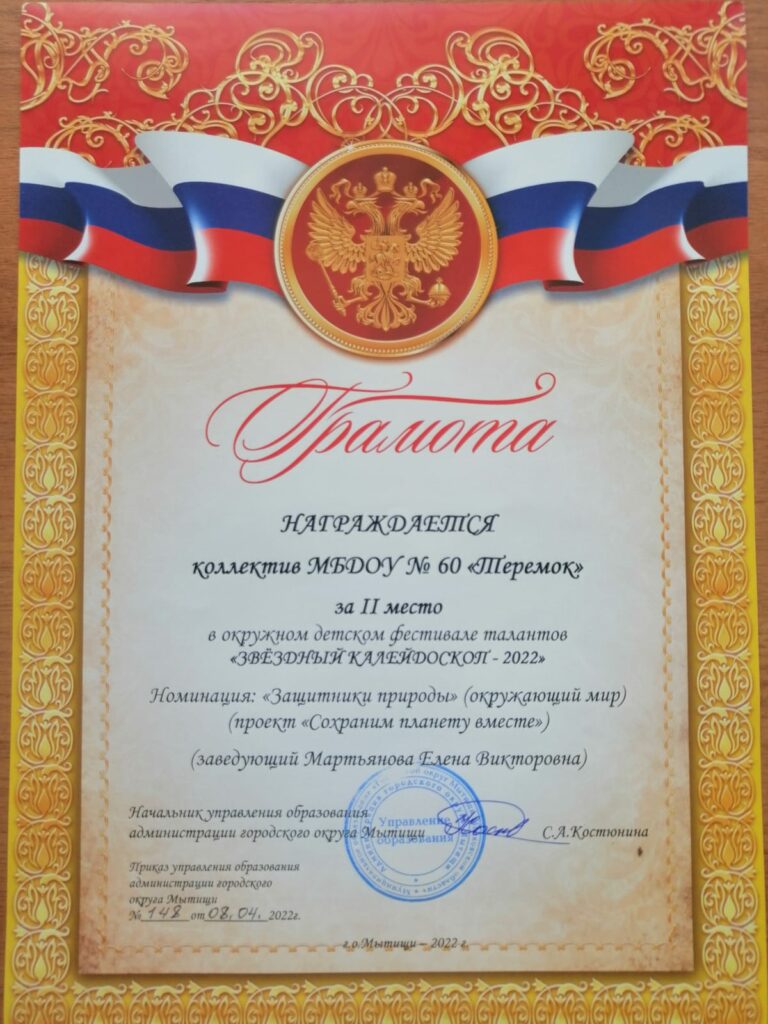 Грамота
НАГРАЖДАЕТСЯ
коллектив МБДОУ № 60 «Теремок»
за II место
в окружном детском фестивале талантов
«ЗВЁЗДНЫЙ КАЛЕЙДОСКОП - 2022»
Номинация: «Защитники природы» (окружающий мир)
(проект «Сохраним планету вместе»)
(заведующий Мартьянова Елена Викторовна)
Начальник управления образования
администрации городского округа Мытищи
С.А.Костюнина
Управление
образования
Приказ управления образования
администрации городского
округа Мытищи
№ 148 от 08.04. 2022г.
г.о.Мытищи – 2022 г.